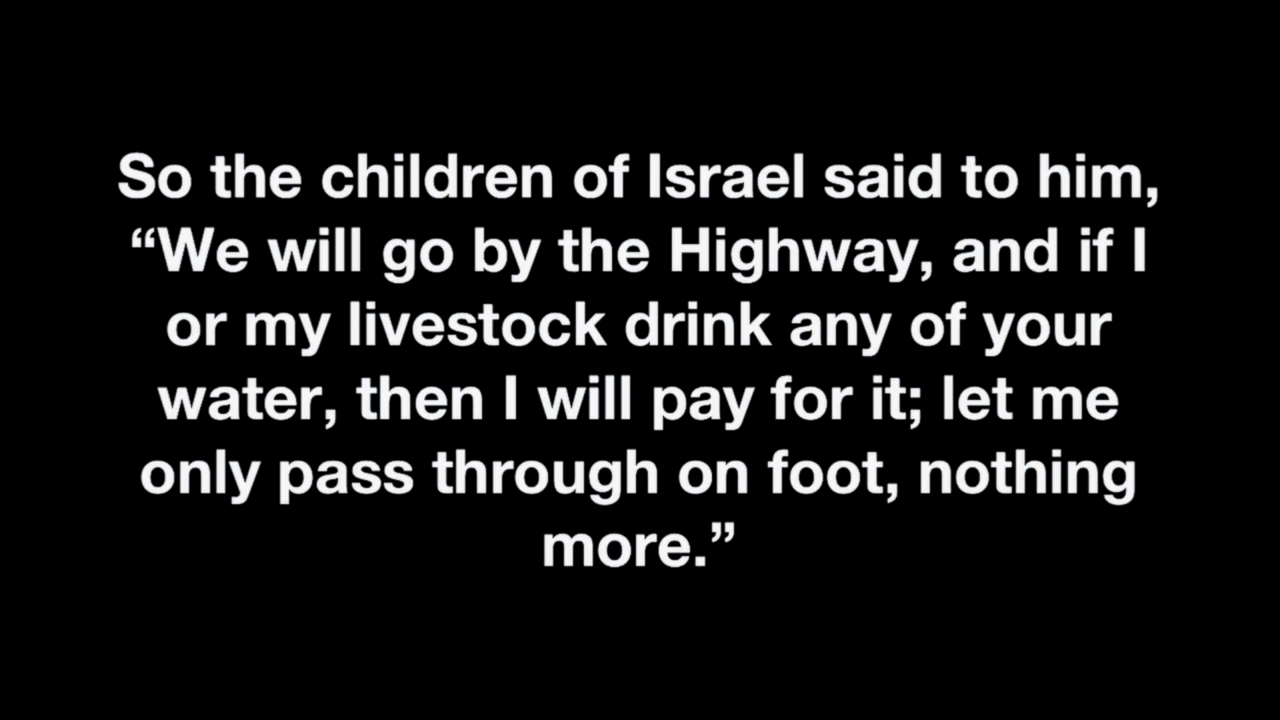 So the children of Israel said to him,
“We will go by the Highway, and if I
or my livestock drink any of your
water, then I will pay for it; let me
only pass through on foot, nothing
more.”